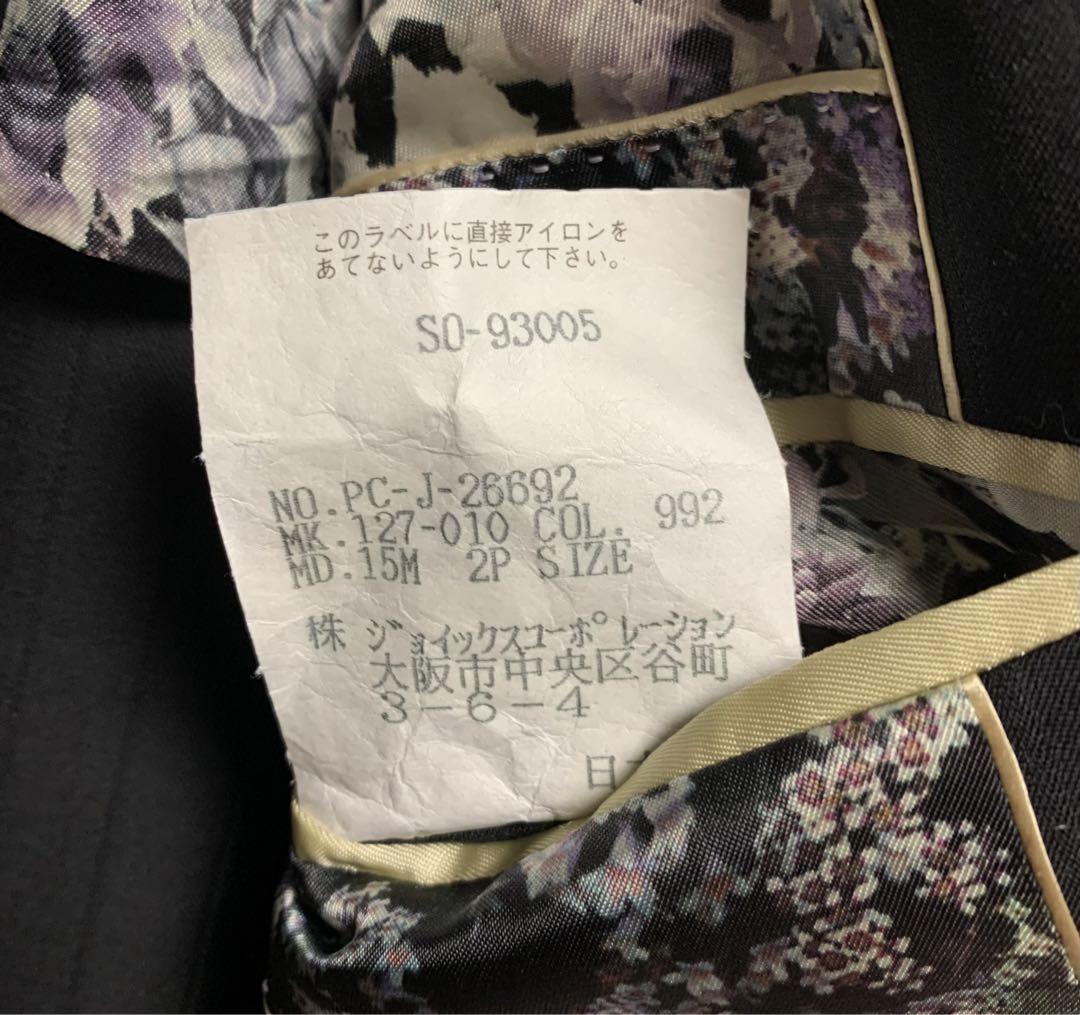 このラベルに直接アイロンを
あてないようにして下さい。
SO-93005
NO.PC-J-26692
MK.127-010 COL. 992
MD.15M 2P SIZE
株 ジョイックスコーポレーション
大阪市中央区谷町
3-6-4
日